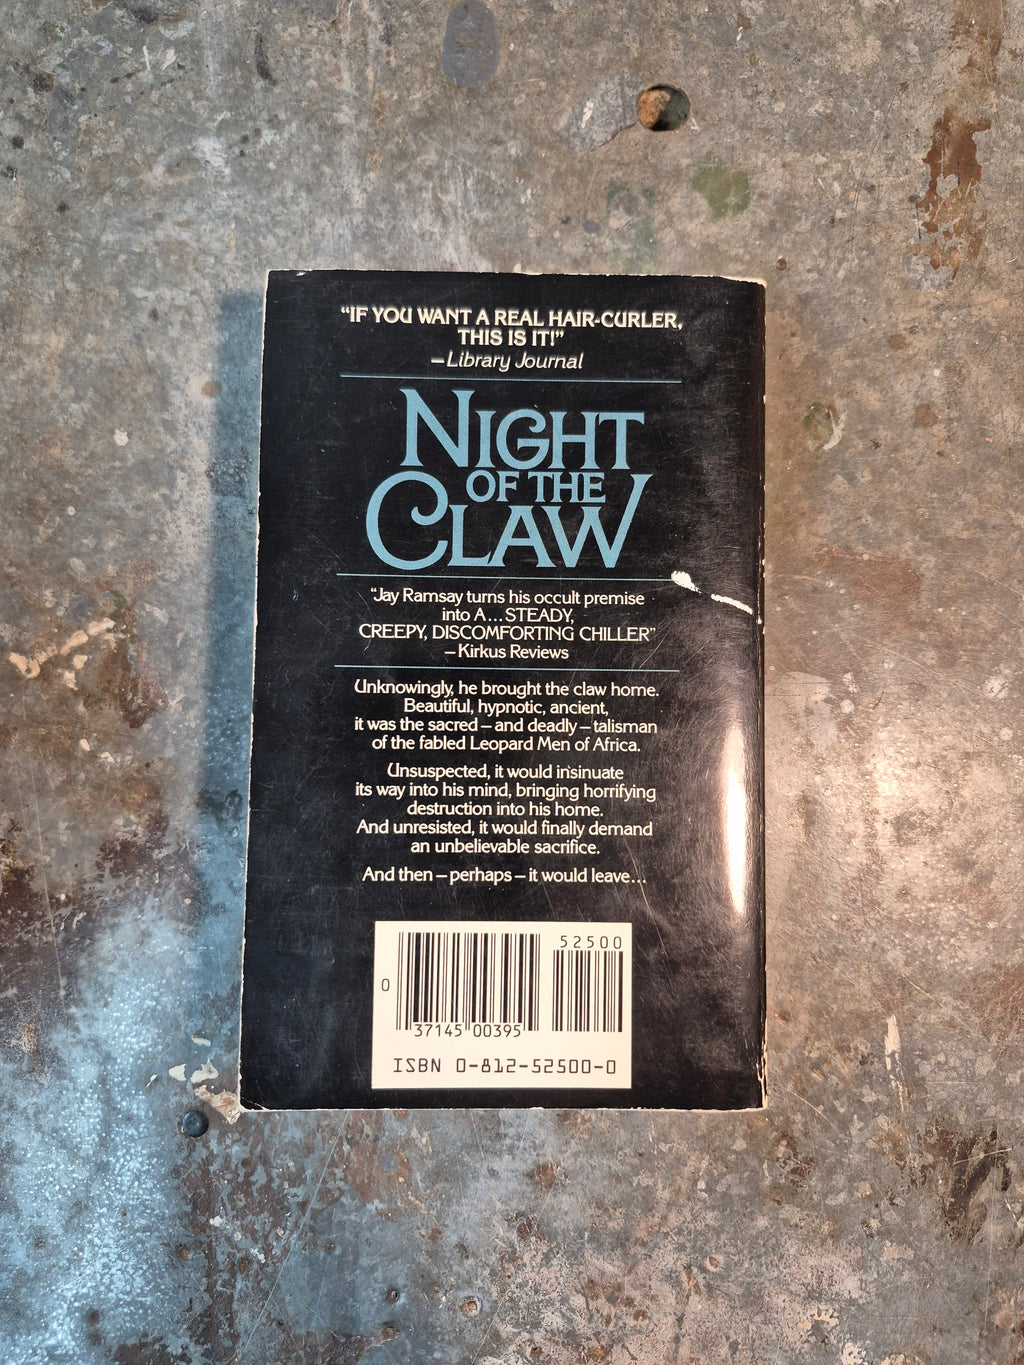 “IF YOU WANT A REAL HAIR-CURLER,
THIS IS IT!”
—Library Journal
NIGHT
OF THE
CLAW
“Jay Ramsay turns his occult premise
into A...STEADY,
CREEPY, DISCOMFORTING CHILLER”
—Kirkus Reviews
Unknowingly, he brought the claw home.
Beautiful, hypnotic, ancient,
it was the sacred—and deadly—talisman
of the fabled Leopard Men of Africa.
Unsuspected, it would insinuate
its way into his mind, bringing horrifying
destruction into his home.
And unresisted, it would finally demand
an unbelievable sacrifice.
And then—perhaps—it would leave...
52500
0
37145 00395
ISBN 0-812-52500-0